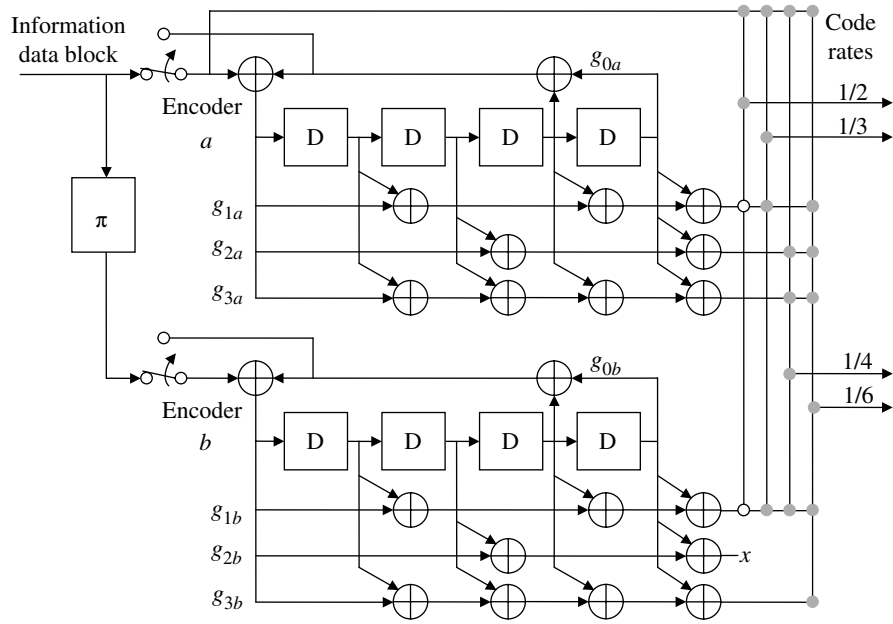 Information
data block
Code
rates
g0a
1/2
Encoder
a
D
D
D
D
1/3
g1a
π
g2a
g3a
g0b
1/4
Encoder
b
1/6
D
D
D
D
g1b
g2b
x
g3b